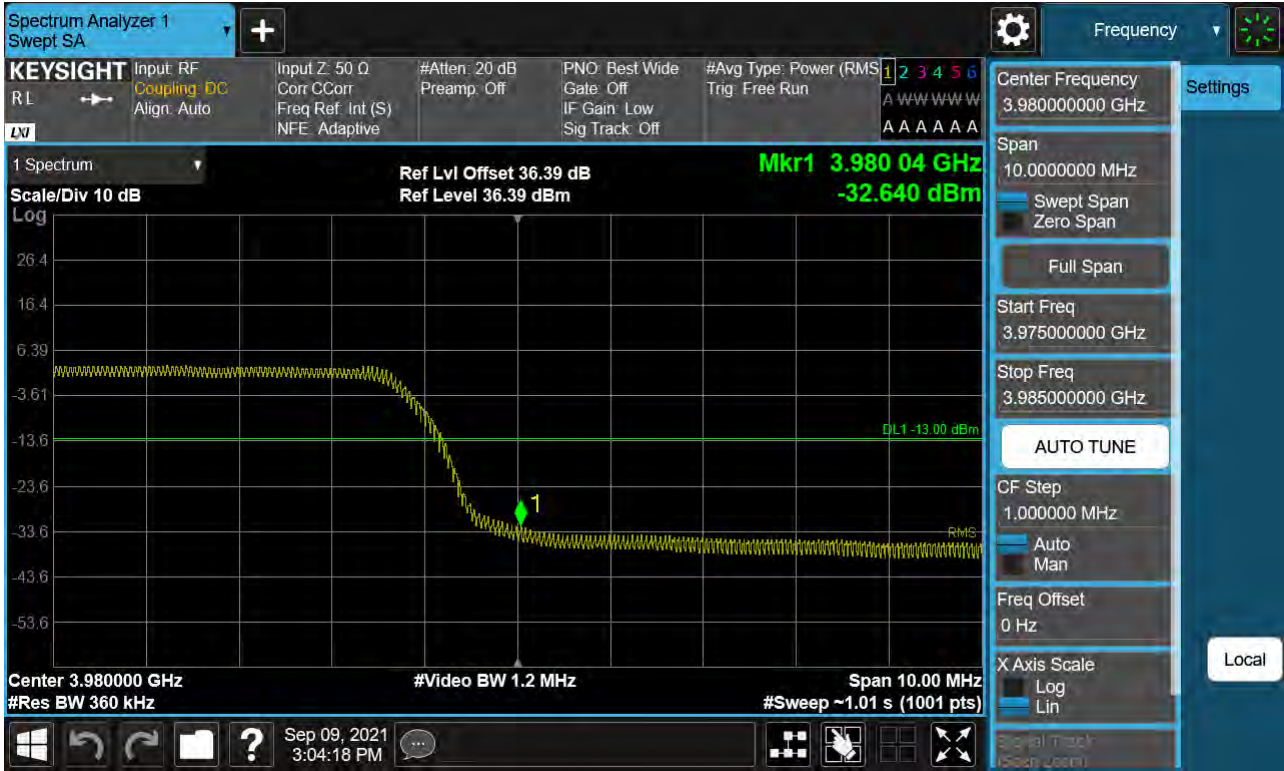 Spectrum Analyzer 1
Swept SA
Frequency
KEYSIGHT
R L
LXI
Input: RF
Coupling: DC
Align: Auto
Input Z: 50 Ω
Corr CCorr
Freq Ref: Int (S)
NFE: Adaptive
#Atten: 20 dB
Preamp: Off
PNO: Best Wide
Gate: Off
IF Gain: Low
Sig Track: Off
#Avg Type: Power (RMS
Trig: Free Run
1 2 3 4 5 6
A W W W W W
A A A A A A
1 Spectrum
Scale/Div 10 dB
Log
Ref Lvl Offset 36.39 dB
Ref Level 36.39 dBm
Mkr1 3.980 04 GHz
-32.640 dBm
26.4
16.4
6.39
-3.61
-13.6
-23.6
-33.6
-43.6
-53.6
DL1 -13.00 dBm
1
RMS
Center 3.980000 GHz
#Res BW 360 kHz
#Video BW 1.2 MHz
Span 10.00 MHz
#Sweep ~1.01 s (1001 pts)
?
Sep 09, 2021
3:04:18 PM
Center Frequency
3.980000000 GHz
Span
10.0000000 MHz
Swept Span
Zero Span
Full Span
Start Freq
3.975000000 GHz
Stop Freq
3.985000000 GHz
AUTO TUNE
CF Step
1.000000 MHz
Auto
Man
Freq Offset
0 Hz
X Axis Scale
Log
Lin
Signal Track
(Span Zoom)
Settings
Local